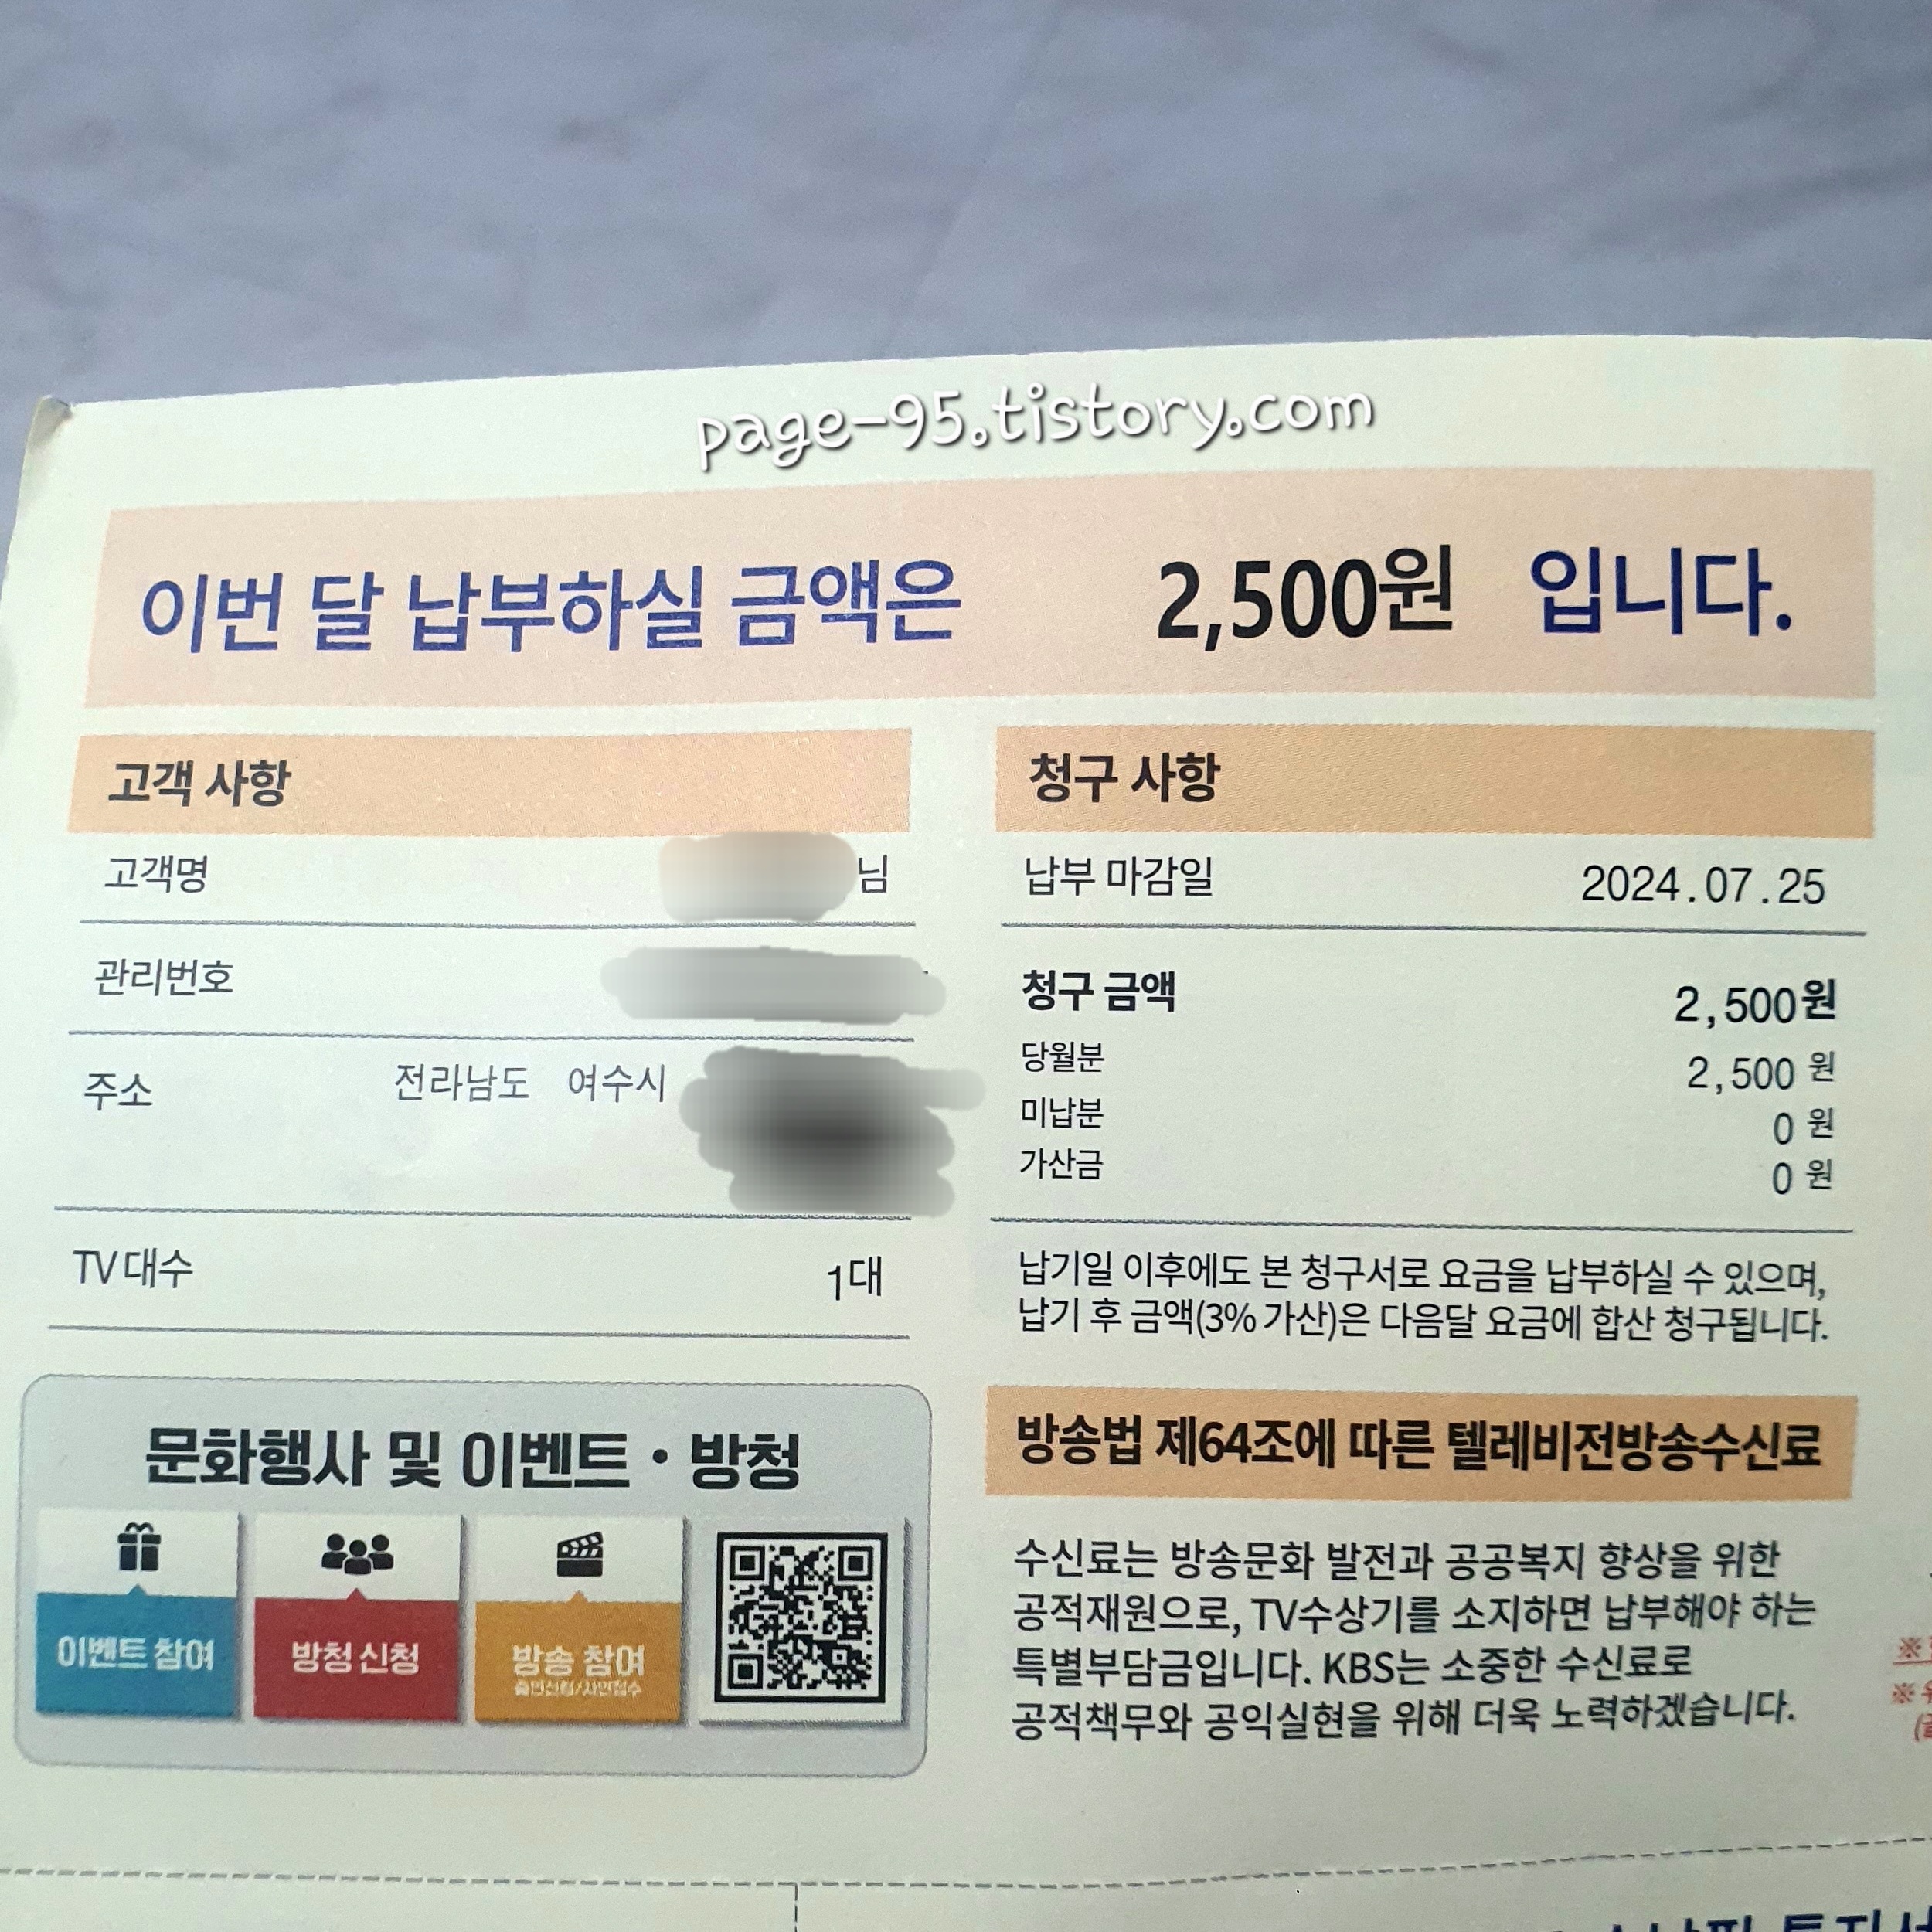 page-95.tistory.com
이번 달 납부하실 금액은 2,500원 입니다.
고객 사항
고객명 님
관리번호
주소 전라남도 여수시
TV대수 1대
청구 사항
납부 마감일 2024.07.25
청구 금액 2,500원
당월분 2,500 원
미납분 0 원
가산금 0 원
납기일 이후에도 본 청구서로 요금을 납부하실 수 있으며,
납기 후 금액(3% 가산)은 다음달 요금에 합산 청구됩니다.
문화행사 및 이벤트・방청
이벤트 참여
방청 신청
방송 참여
출연신청/사연접수
방송법 제64조에 따른 텔레비전방송수신료
수신료는 방송문화 발전과 공공복지 향상을 위한
공적재원으로, TV수상기를 소지하면 납부해야 하는
특별부담금입니다. KBS는 소중한 수신료로
공적책무와 공익실현을 위해 더욱 노력하겠습니다.